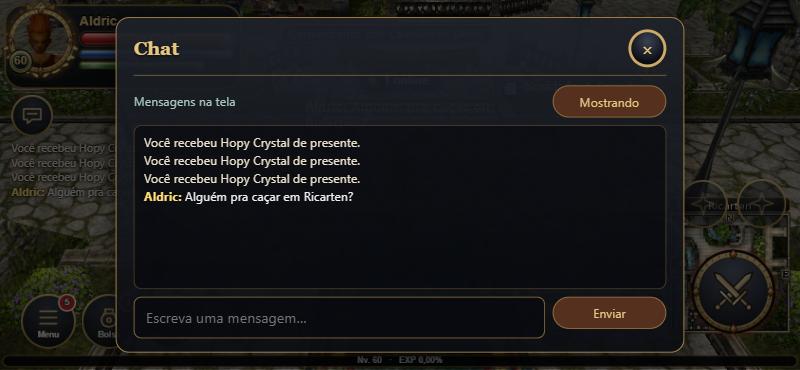 Aldric
60
Chat
×
Mensagens na tela
Mostrando
Você recebeu Hopy Crystal de presente.
Você recebeu Hopy Crystal de presente.
Você recebeu Hopy Crystal de presente.
Aldric: Alguém pra caçar em Ricarten?
Você recebeu Hopy C
Você recebeu Hopy C
Você recebeu Hopy C
Aldric: Alguém pra ca
Ricarten
N
E
Escreva uma mensagem...
Enviar
5
Menu
Bols
Nv. 60 · EXP 0,00%